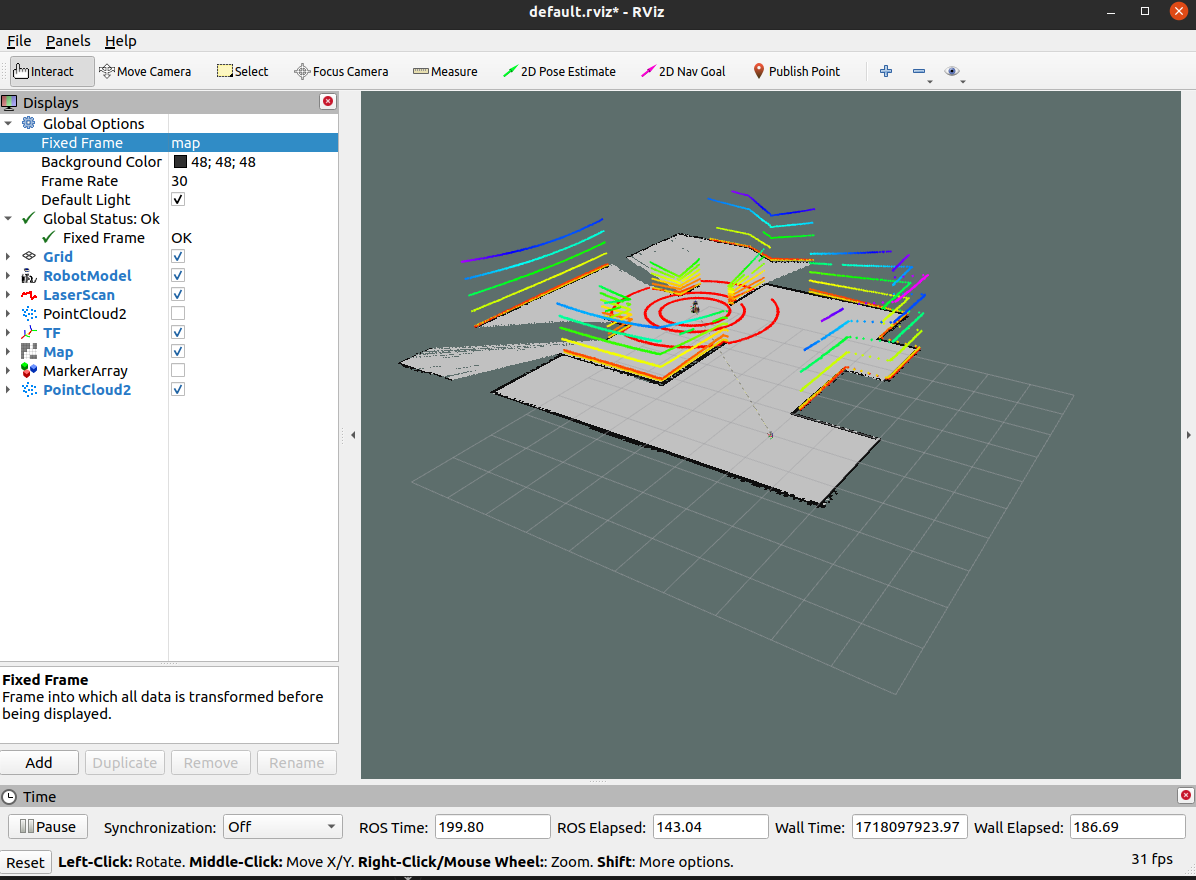 default.rviz* - RViz
File Panels Help
Interact Move Camera Select Focus Camera Measure 2D Pose Estimate 2D Nav Goal Publish Point
Displays
Global Options
Fixed Frame map
Background Color 48; 48; 48
Frame Rate 30
Default Light
Global Status: Ok
Fixed Frame OK
Grid
RobotModel
LaserScan
PointCloud2
TF
Map
MarkerArray
PointCloud2
Fixed Frame
Frame into which all data is transformed before
being displayed.
Add Duplicate Remove Rename
Time
Pause Synchronization: Off ROS Time: 199.80 ROS Elapsed: 143.04 Wall Time: 1718097923.97 Wall Elapsed: 186.69
Reset Left-Click: Rotate. Middle-Click: Move X/Y. Right-Click/Mouse Wheel:: Zoom. Shift: More options. 31 fps